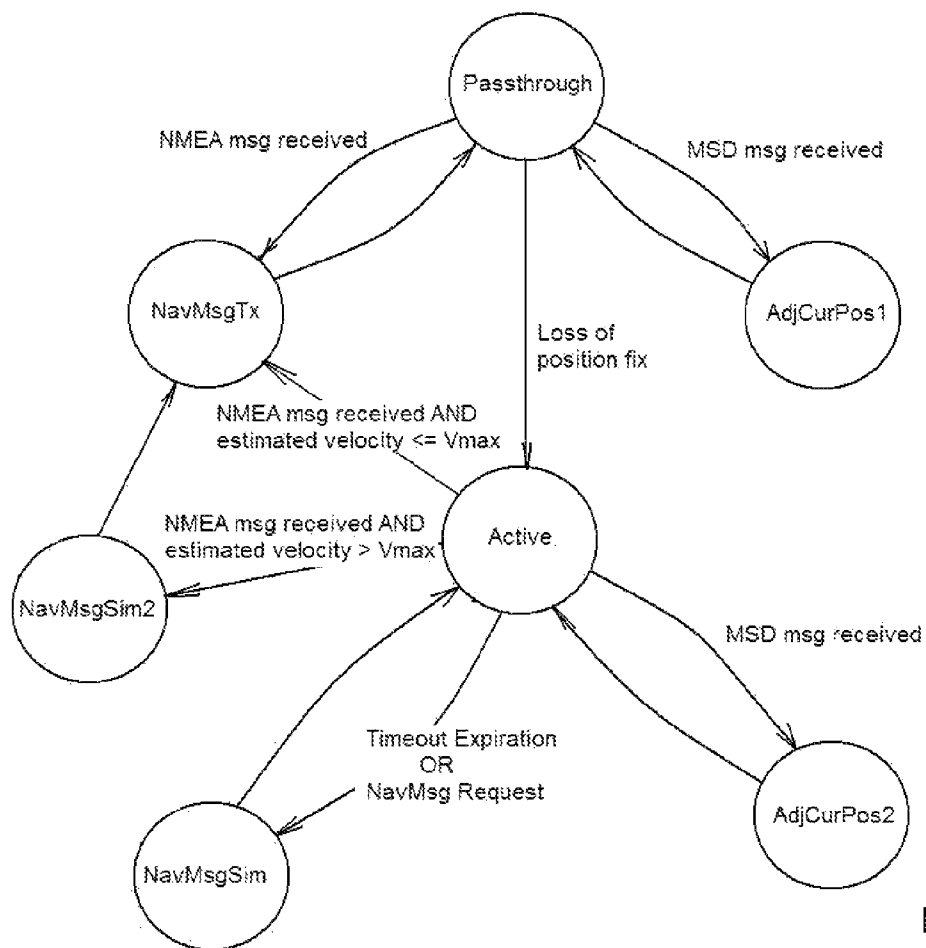 Passthrough
NMEA msg received
MSD msg received
NavMsgTx
AdjCurPos1
Loss of
position fix
NMEA msg received AND
estimated velocity <= Vmax
NMEA msg received AND
estimated velocity > Vmax
Active
NavMsgSim2
MSD msg received
Timeout Expiration
OR
NavMsg Request
AdjCurPos2
NavMsgSim